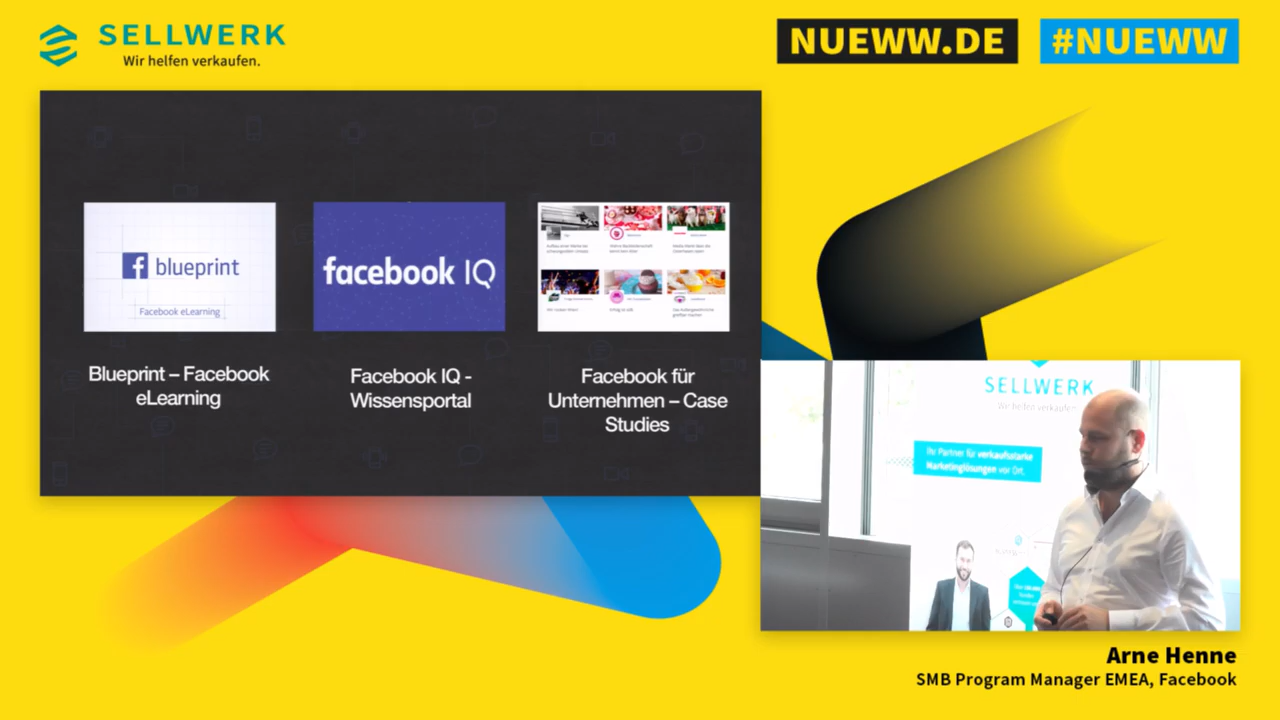 SELLWERK
Wir helfen verkaufen.
NUEWW.DE
#NUEWW
blueprint
Facebook eLearning
facebook IQ
Blueprint – Facebook
eLearning
Facebook IQ -
Wissensportal
Facebook für
Unternehmen – Case
Studies
SELLWERK
Wir helfen verkaufen.
Ihr Partner für verkaufsstarke
Marketinglösungen vor Ort.
Arne Henne
SMB Program Manager EMEA, Facebook